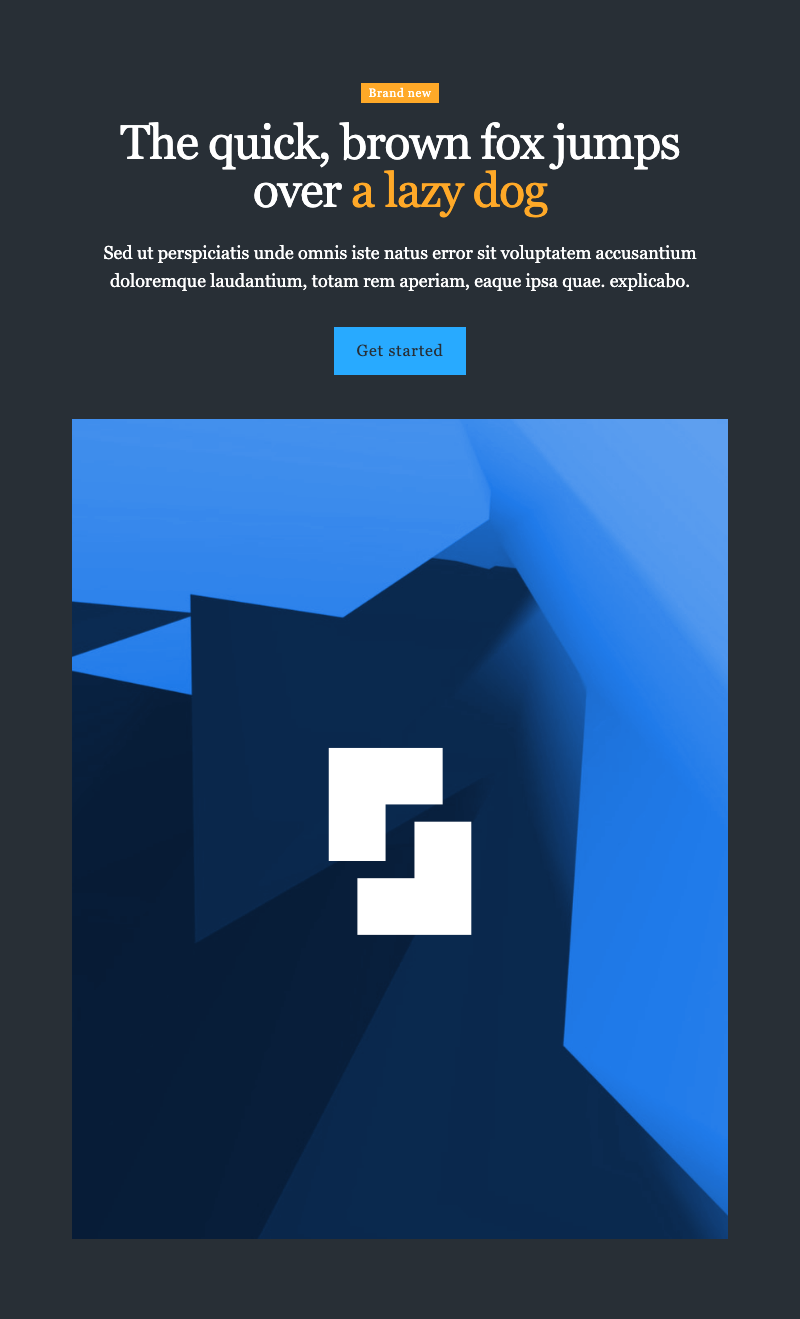 Brand new
The quick, brown fox jumps
over a lazy dog
Sed ut perspiciatis unde omnis iste natus error sit voluptatem accusantium
doloremque laudantium, totam rem aperiam, eaque ipsa quae. explicabo.
Get started